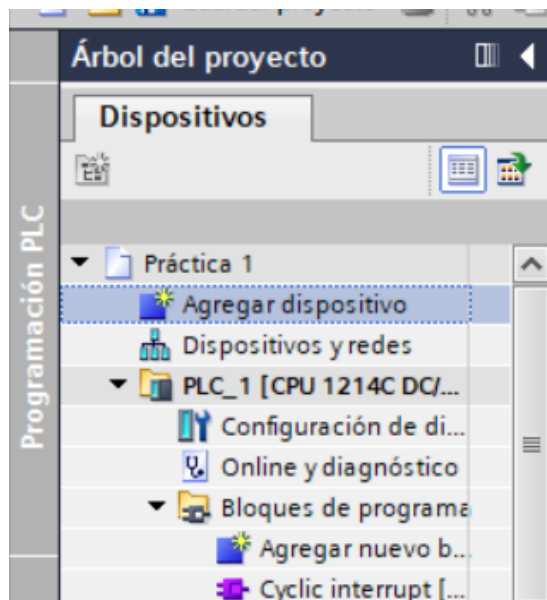 Árbol del proyecto
Dispositivos
Programación PLC
Práctica 1
Agregar dispositivo
Dispositivos y redes
PLC_1 [CPU 1214C DC/...
Configuración de di...
Online y diagnóstico
Bloques de programa
Agregar nuevo b...
Cyclic interrupt [...